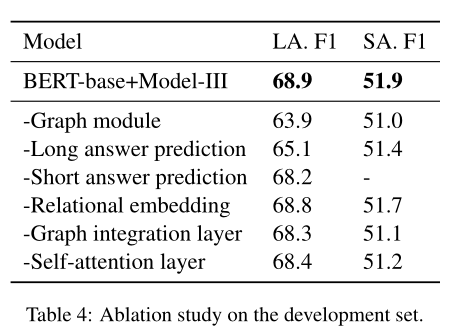 Model LA. F1 SA. F1
BERT-base+Model-III 68.9 51.9
-Graph module 63.9 51.0
-Long answer prediction 65.1 51.4
-Short answer prediction 68.2 -
-Relational embedding 68.8 51.7
-Graph integration layer 68.3 51.1
-Self-attention layer 68.4 51.2
Table 4: Ablation study on the development set.